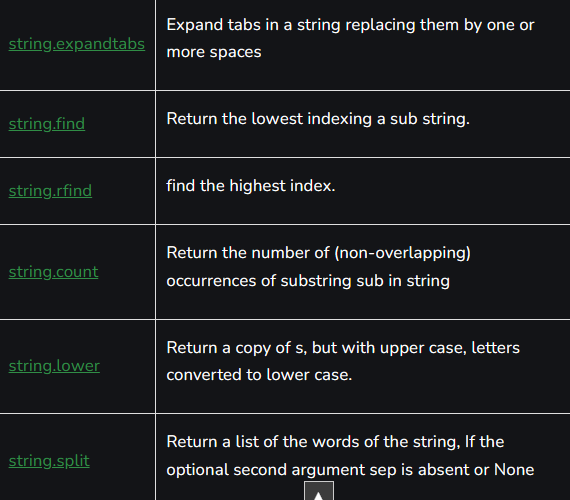 string.expandtabs
Expand tabs in a string replacing them by one or
more spaces
string.find
Return the lowest indexing a sub string.
string.rfind
find the highest index.
string.count
Return the number of (non-overlapping)
occurrences of substring sub in string
string.lower
Return a copy of s, but with upper case, letters
converted to lower case.
string.split
Return a list of the words of the string, If the
optional second argument sep is absent or None